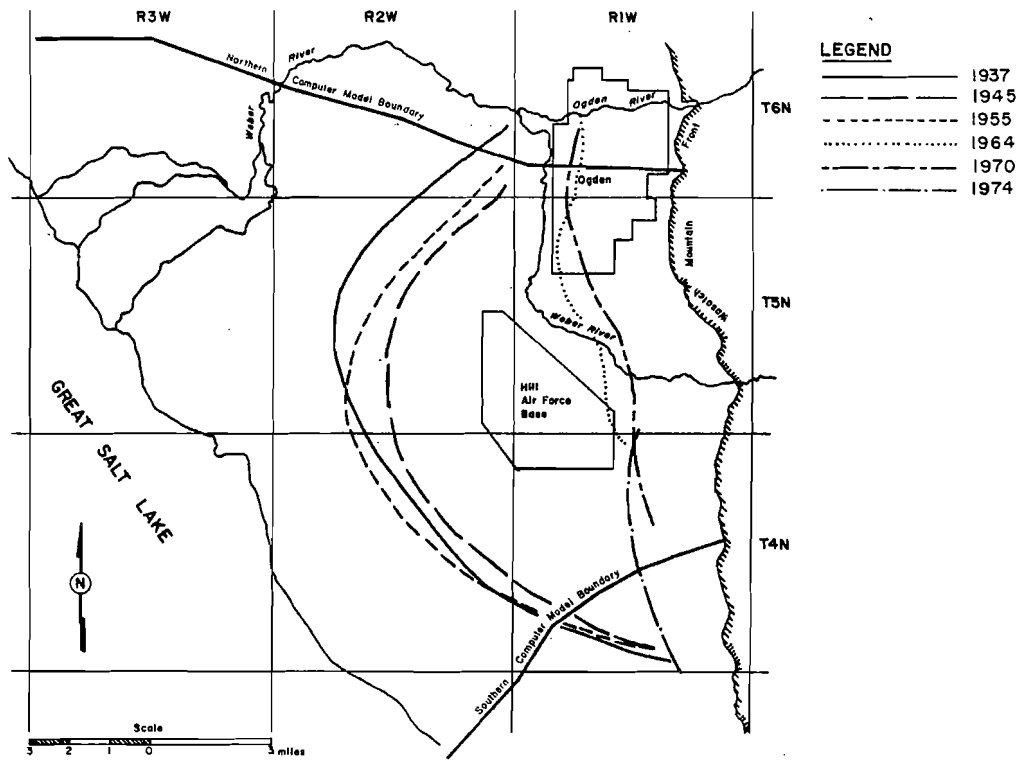 R3W
R2W
R1W
LEGEND
1937
1945
1955
1964
1970
1974
T6N
T5N
T4N
Northern Computer Model Boundary
River
Weber
Ogden River
Ogden
Front
Mountain
Wasatch
Weber River
Hill
Air Force
Base
GREAT SALT LAKE
N
Southern Computer Model Boundary
Scale
3 2 1 0 3 miles